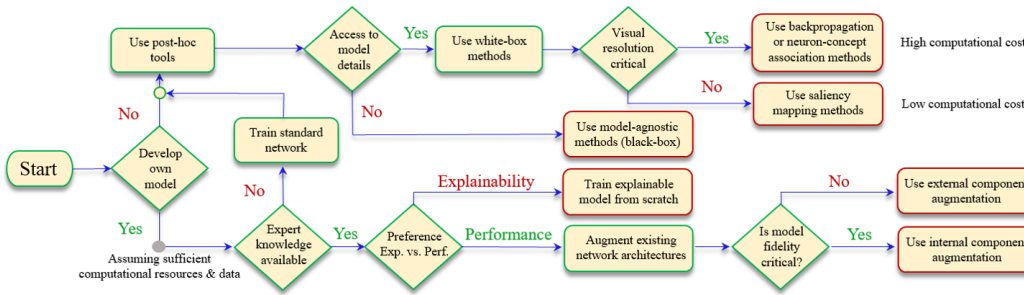 Use post-hoc
tools
Access to
model
details
Yes
Use white-box
methods
Visual
resolution
critical
Yes
Use backpropagation
or neuron-concept
association methods
High computational cost
No
Use saliency
mapping methods
Low computational cost
No
Use model-agnostic
methods (black-box)
No
Train standard
network
Start
Develop
own
model
No
Explainability
Train explainable
model from scratch
No
Use external componen
augmentation
Yes
Assuming sufficient
computational resources & data
Expert
knowledge
available
Yes
Preference
Exp. vs. Perf.
Performance
Augment existing
network architectures
Is model
fidelity
critical?
Yes
Use internal componen
augmentation